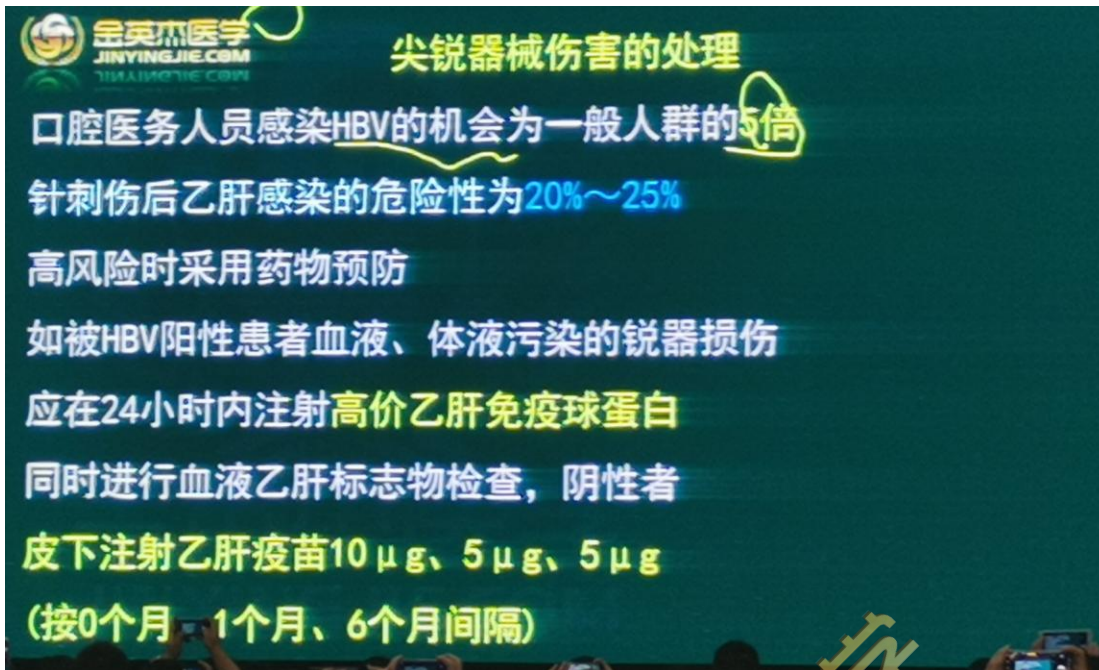 金英杰医学
JINYINGJIE.COM
尖锐器械伤害的处理
口腔医务人员感染HBV的机会为一般人群的5倍
针刺伤后乙肝感染的危险性为20%～25%
高风险时采用药物预防
如被HBV阳性患者血液、体液污染的锐器损伤
应在24小时内注射高价乙肝免疫球蛋白
同时进行血液乙肝标志物检查，阴性者
皮下注射乙肝疫苗10μg、5μg、5μg
(按0个月 1个月、6个月间隔)
JIN